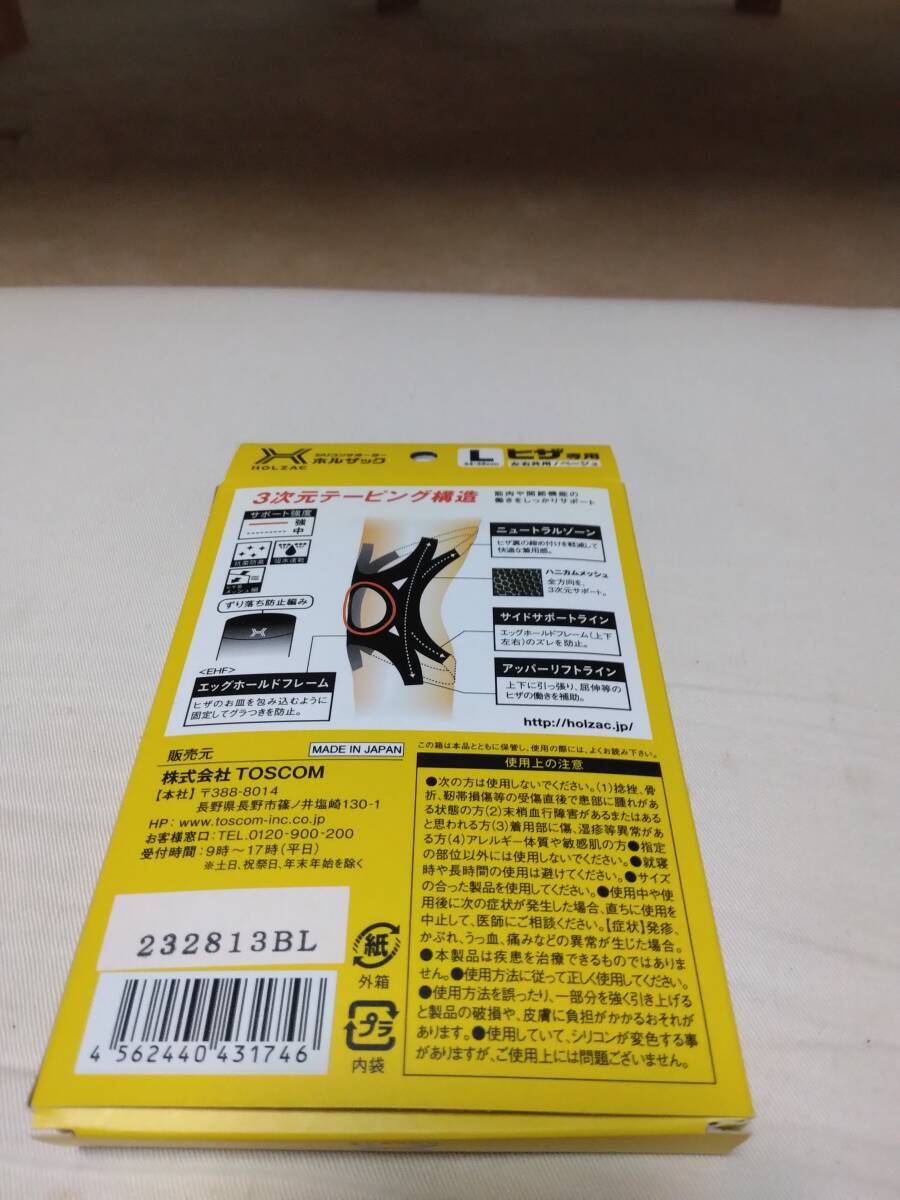 HOLZAC
ホルザック
L
ヒザ専用
左右共用/ベージュ
3次元テーピング構造
筋肉や関節機能の
働きをしっかりサポート
サポート強度
強
中
抗菌防臭
吸水速乾
メッシュ編
ずり落ち防止編み
<EHF>
エッグホールドフレーム
ヒザのお皿を包み込むように
固定してグラつきを防止。
ニュートラルゾーン
ヒザ裏の締め付けを軽減して
快適な着用感。
ハニカムメッシュ
全方向を、
3次元サポート。
サイドサポートライン
エッグホールドフレーム(上下
左右)のズレを防止。
アッパーリフトライン
上下に引っ張り、屈伸等の
ヒザの働きを補助。
http://holzac.jp/
販売元
MADE IN JAPAN
株式会社 TOSCOM
【本社】〒388-8014
長野県長野市篠ノ井塩崎130-1
HP: www.toscom-inc.co.jp
お客様窓口:TEL.0120-900-200
受付時間:9時〜17時(平日)
※土日、祝祭日、年末年始を除く
232813BL
4 562440 431746
紙
外箱
プラ
内袋
この箱は本品とともに保管し、使用の際には、よくお読み下さい。
使用上の注意
●次の方は使用しないでください。(1)捻挫、骨
折、靭帯損傷等の受傷直後で患部に腫れがあ
る状態の方(2)末梢血行障害があるまたはある
と思われる方(3)着用部に傷、湿疹等異常があ
る方(4)アレルギー体質や敏感肌の方●指定
の部位以外には使用しないでください。●就寝
時や長時間の使用は避けてください。●サイズ
の合った製品を使用してください。●使用中や使
用後に次の症状が発生した場合、直ちに使用を
中止して、医師にご相談ください。【症状】発疹、
かぶれ、うっ血、痛みなどの異常が生じた場合。
●本製品は疾患を治療できるものではありま
せん。●使用方法に従って正しく使用してください。
●使用方法を誤ったり、一部分を強く引き上げる
と製品の破損や、皮膚に負担がかかるおそれが
あります。●使用していて、シリコンが変色する事
がありますが、ご使用上には問題ございません。